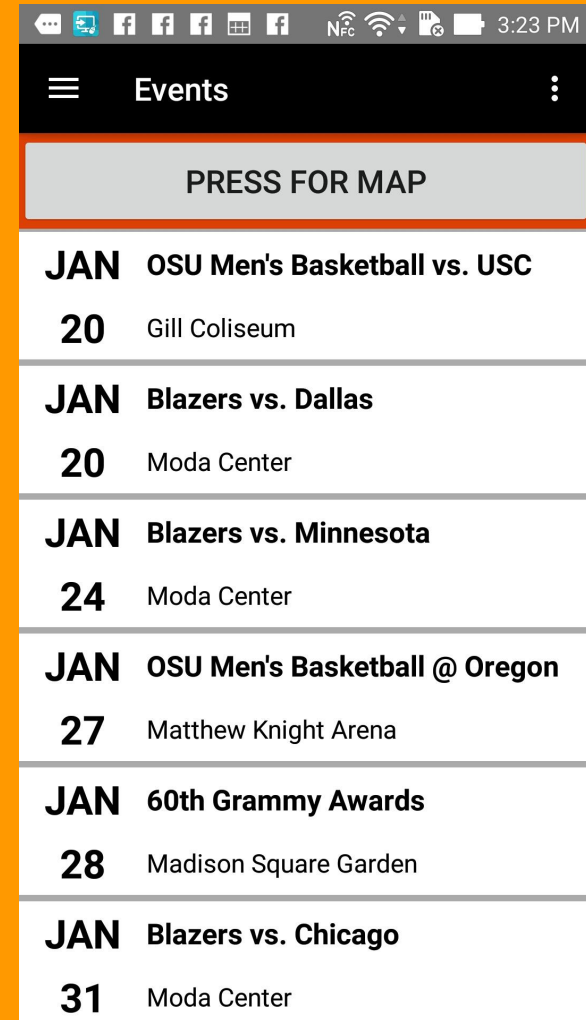 NFC 3:23 PM
Events
PRESS FOR MAP
JAN OSU Men's Basketball vs. USC
20 Gill Coliseum
JAN Blazers vs. Dallas
20 Moda Center
JAN Blazers vs. Minnesota
24 Moda Center
JAN OSU Men's Basketball @ Oregon
27 Matthew Knight Arena
JAN 60th Grammy Awards
28 Madison Square Garden
JAN Blazers vs. Chicago
31 Moda Center